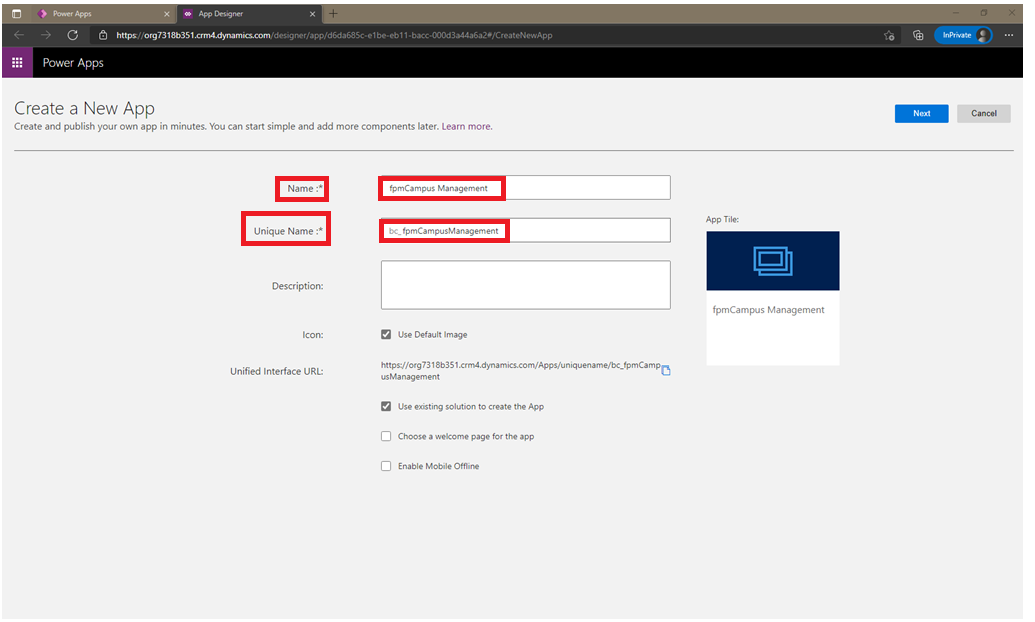 Power Apps
App Designer
https://org7318b351.crm4.dynamics.com/designer/app/d6da685c-e1be-eb11-bacc-000d3a44a6a2#/CreateNewApp
InPrivate
Power Apps
Create a New App
Create and publish your own app in minutes. You can start simple and add more components later. Learn more.
Next
Cancel
Name :*
fpmCampus Management
Unique Name :*
bc_fpmCampusManagement
App Tile:
fpmCampus Management
Description:
Icon:
Use Default Image
Unified Interface URL:
https://org7318b351.crm4.dynamics.com/Apps/uniquename/bc_fpmCamp
usManagement
Use existing solution to create the App
Choose a welcome page for the app
Enable Mobile Offline